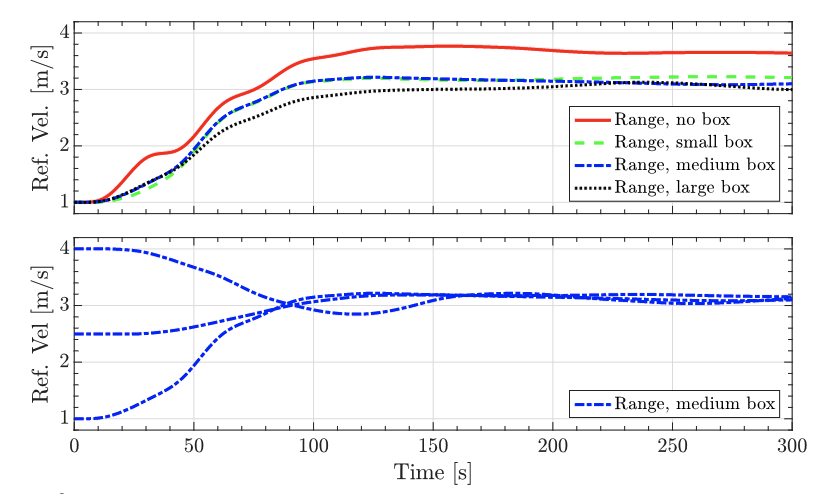 4
3
2
1
Ref. Vel. [m/s]
Range, no box
Range, small box
Range, medium box
Range, large box
4
3
2
1
Ref. Vel [m/s]
Range, medium box
0 50 100 150 200 250 300
Time [s]